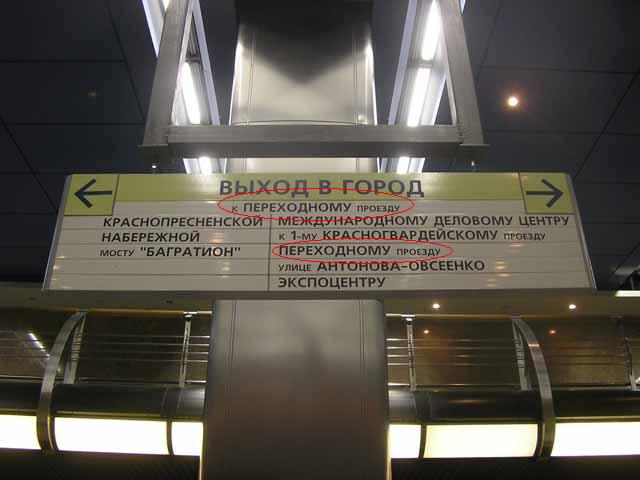 ВЫХОД В ГОРОД
К ПЕРЕХОДНОМУ ПРОЕЗДУ
КРАСНОПРЕСНЕНСКОЙ
НАБЕРЕЖНОЙ
МОСТУ "БАГРАТИОН"
МЕЖДУНАРОДНОМУ ДЕЛОВОМУ ЦЕНТРУ
К 1-МУ КРАСНОГВАРДЕЙСКОМУ ПРОЕЗДУ
ПЕРЕХОДНОМУ ПРОЕЗДУ
УЛИЦЕ АНТОНОВА-ОВСЕЕНКО
ЭКСПОЦЕНТРУ